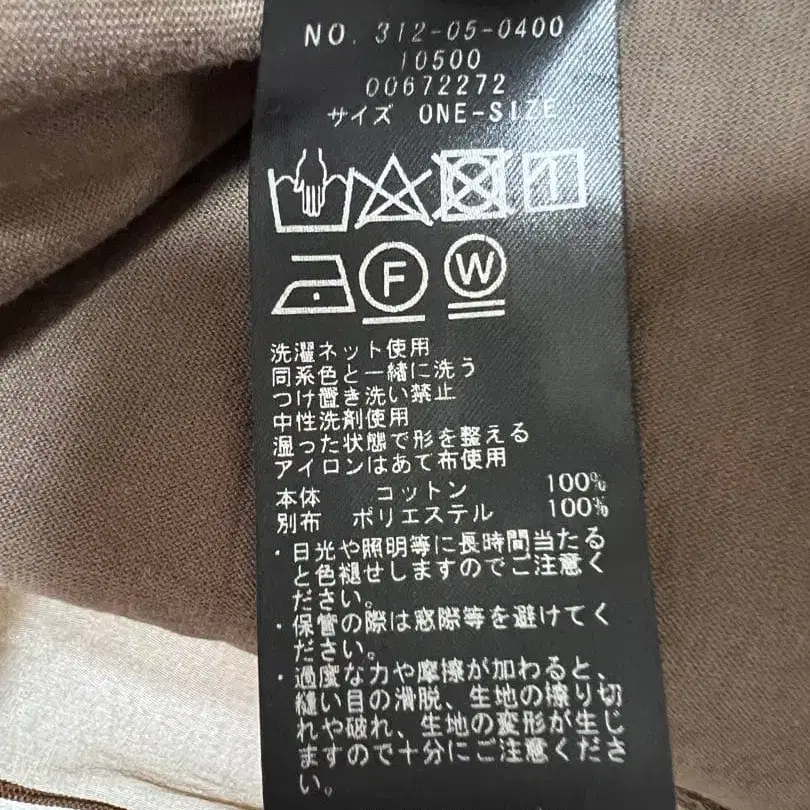 NO. 312-05-0400
10500
00672272
サイズ ONE-SIZE
F W
洗濯ネット使用
同系色と一緒に洗う
つけ置き洗い禁止
中性洗剤使用
湿った状態で形を整える
アイロンはあて布使用
本体 コットン 100%
別布 ポリエステル 100%
・日光や照明等に長時間当たる
と色褪せしますのでご注意く
ださい。
・保管の際は窓際等を避けてく
ださい。
・過度な力や摩擦が加わると、
縫い目の滑脱、生地の擦り切
れや破れ、生地の変形が生じ
ますので十分にご注意くださ
い。